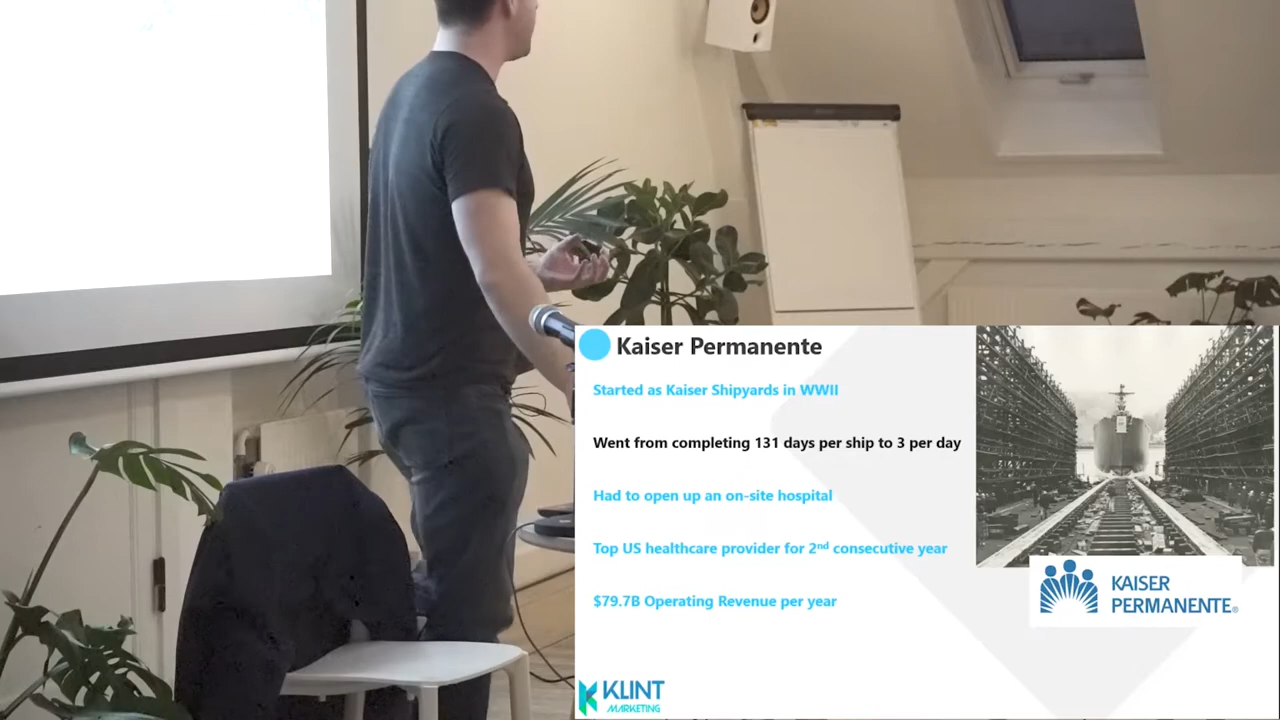 Kaiser Permanente
Started as Kaiser Shipyards in WWII
Went from completing 131 days per ship to 3 per day
Had to open up an on-site hospital
Top US healthcare provider for 2nd consecutive year
$79.7B Operating Revenue per year
KAISER
PERMANENTE®
KLINT
MARKETING